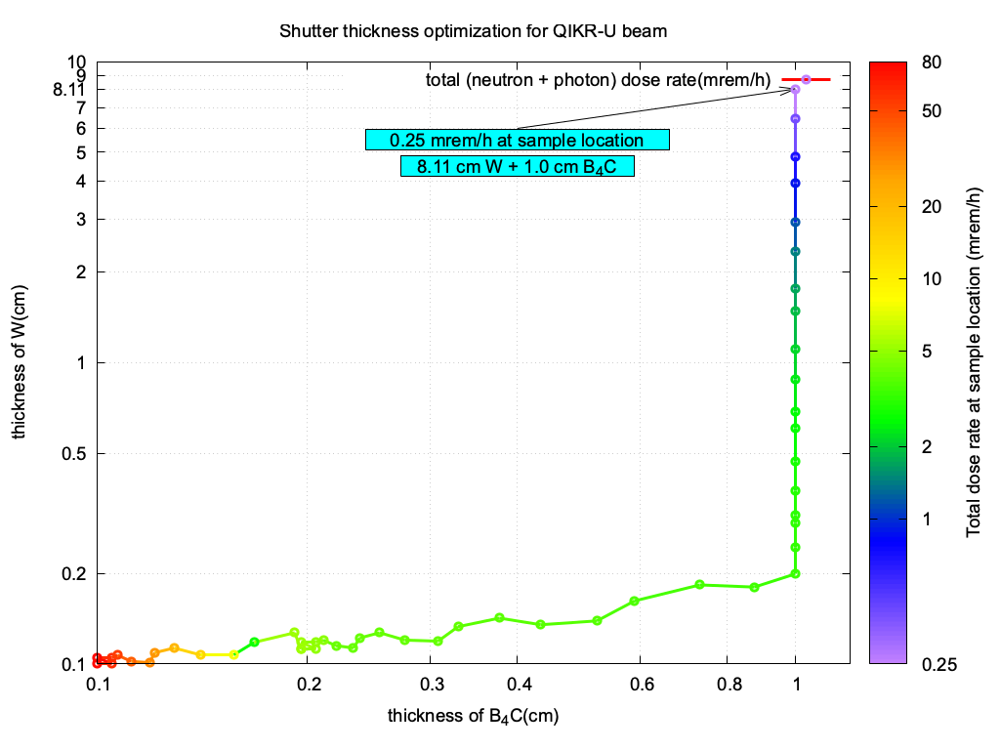 Shutter thickness optimization for QIKR-U beam
total (neutron + photon) dose rate(mrem/h)
0.25 mrem/h at sample location
8.11 cm W + 1.0 cm B₄C
thickness of W(cm)
10
9
8.11
7
6
5
4
3
2
1
0.5
0.2
0.1
0.1 0.2 0.3 0.4 0.6 0.8 1
thickness of B₄C(cm)
80
50
20
10
5
2
1
0.25
Total dose rate at sample location (mrem/h)